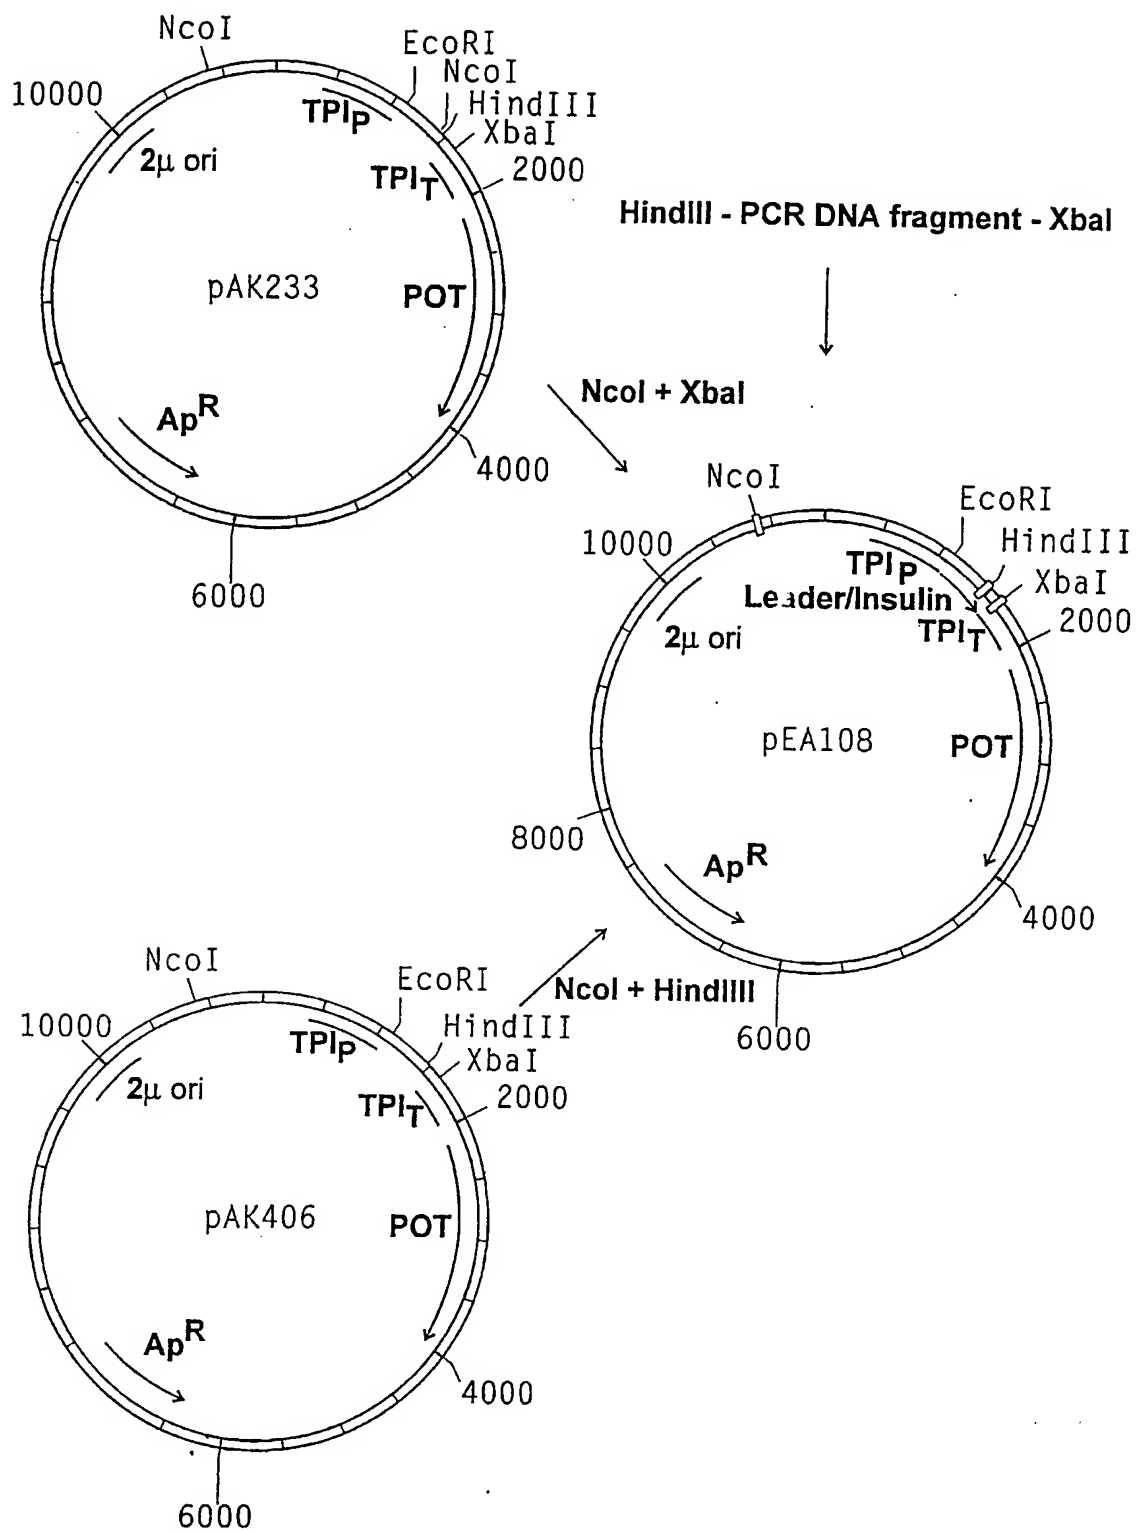 NcoI
EcoRI
NcoI
HindIII
XbaI
10000
TPIP
2μ ori
TPIT
2000
HindIII - PCR DNA fragment - XbaI
pAK233
POT
NcoI + XbaI
ApR
4000
6000
NcoI
EcoRI
HindIII
XbaI
10000
TPIP
Leader/Insulin
TPIT
2000
2μ ori
pEA108
POT
8000
ApR
4000
6000
NcoI
EcoRI
NcoI + HindIIII
HindIII
XbaI
10000
TPIP
2μ ori
TPIT
2000
pAK406
POT
ApR
4000
6000